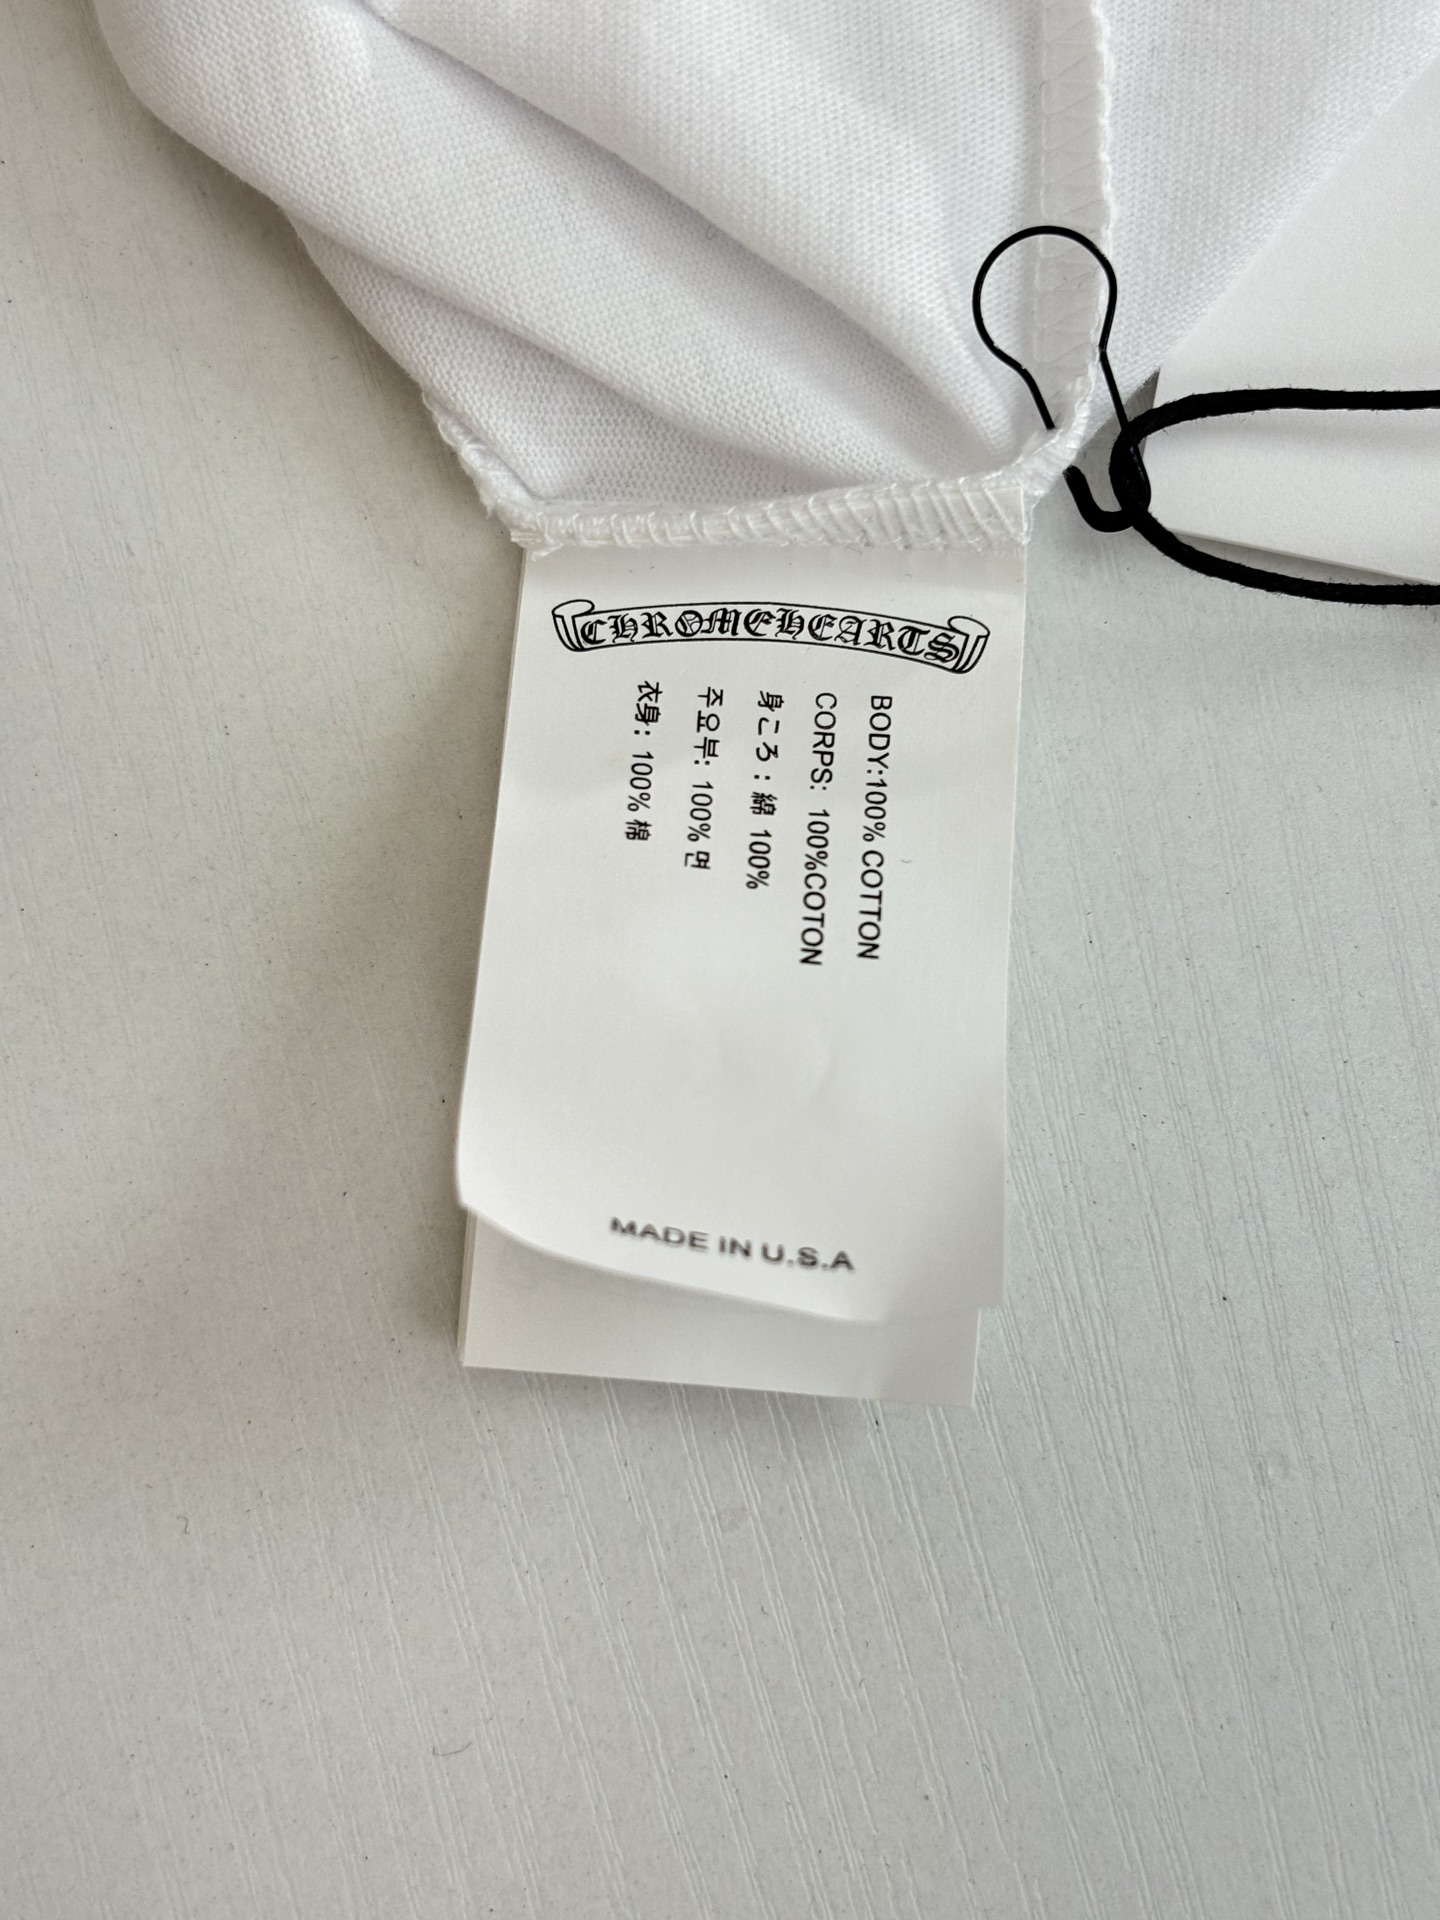 CHROMEHEARTS
BODY:100% COTTON
CORPS: 100%COTON
身ころ : 綿 100%
주요부: 100% 면
衣身: 100% 棉
MADE IN U.S.A